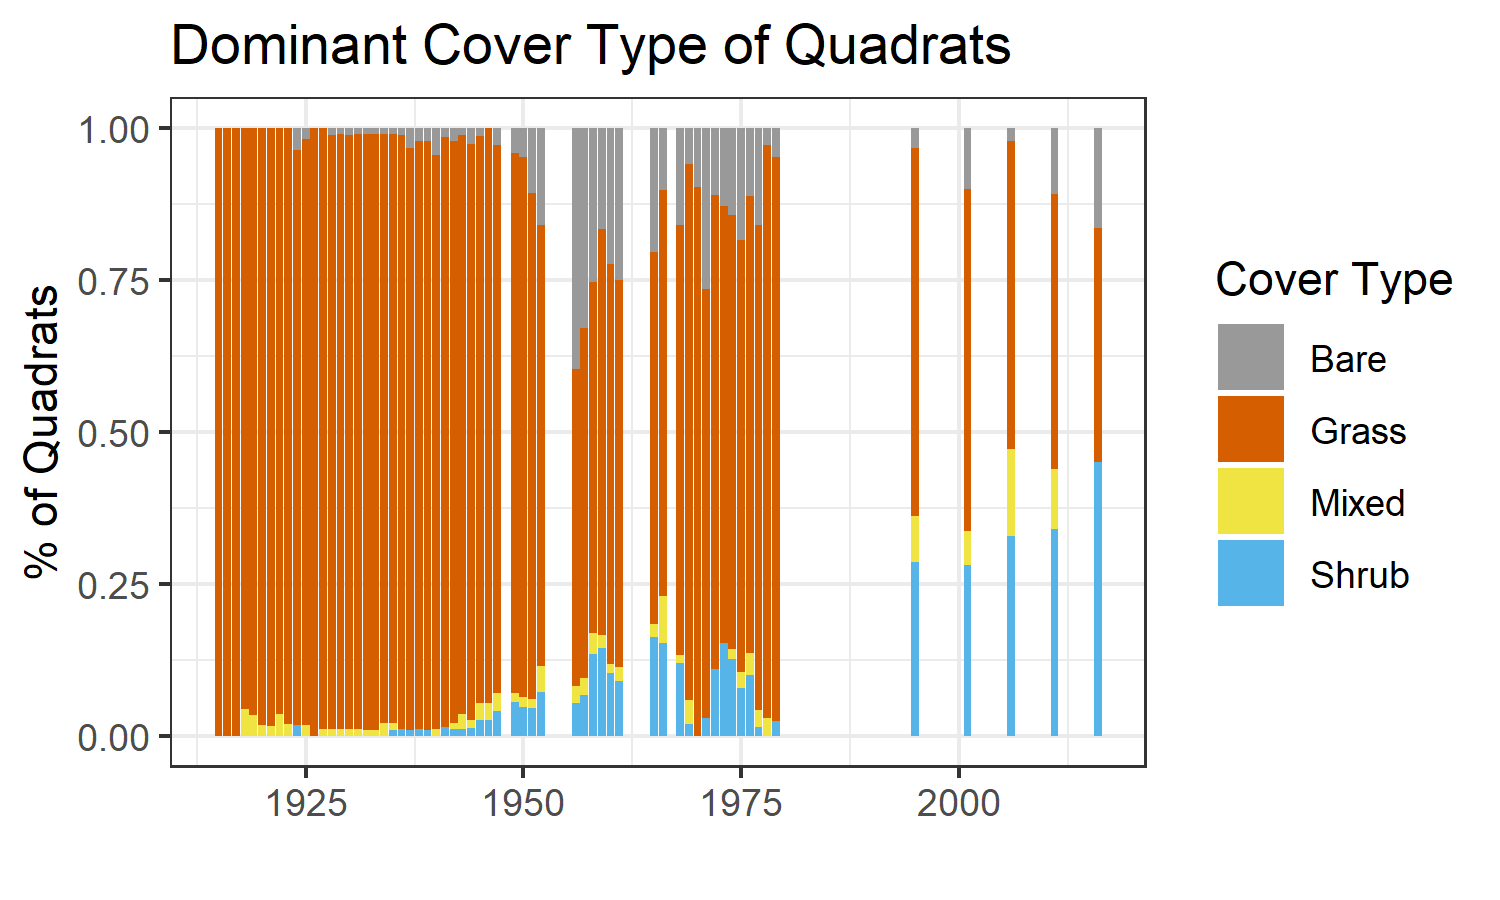 Dominant Cover Type of Quadrats
% of Quadrats
1.00
0.75
0.50
0.25
0.00
1925 1950 1975 2000
Cover Type
Bare
Grass
Mixed
Shrub